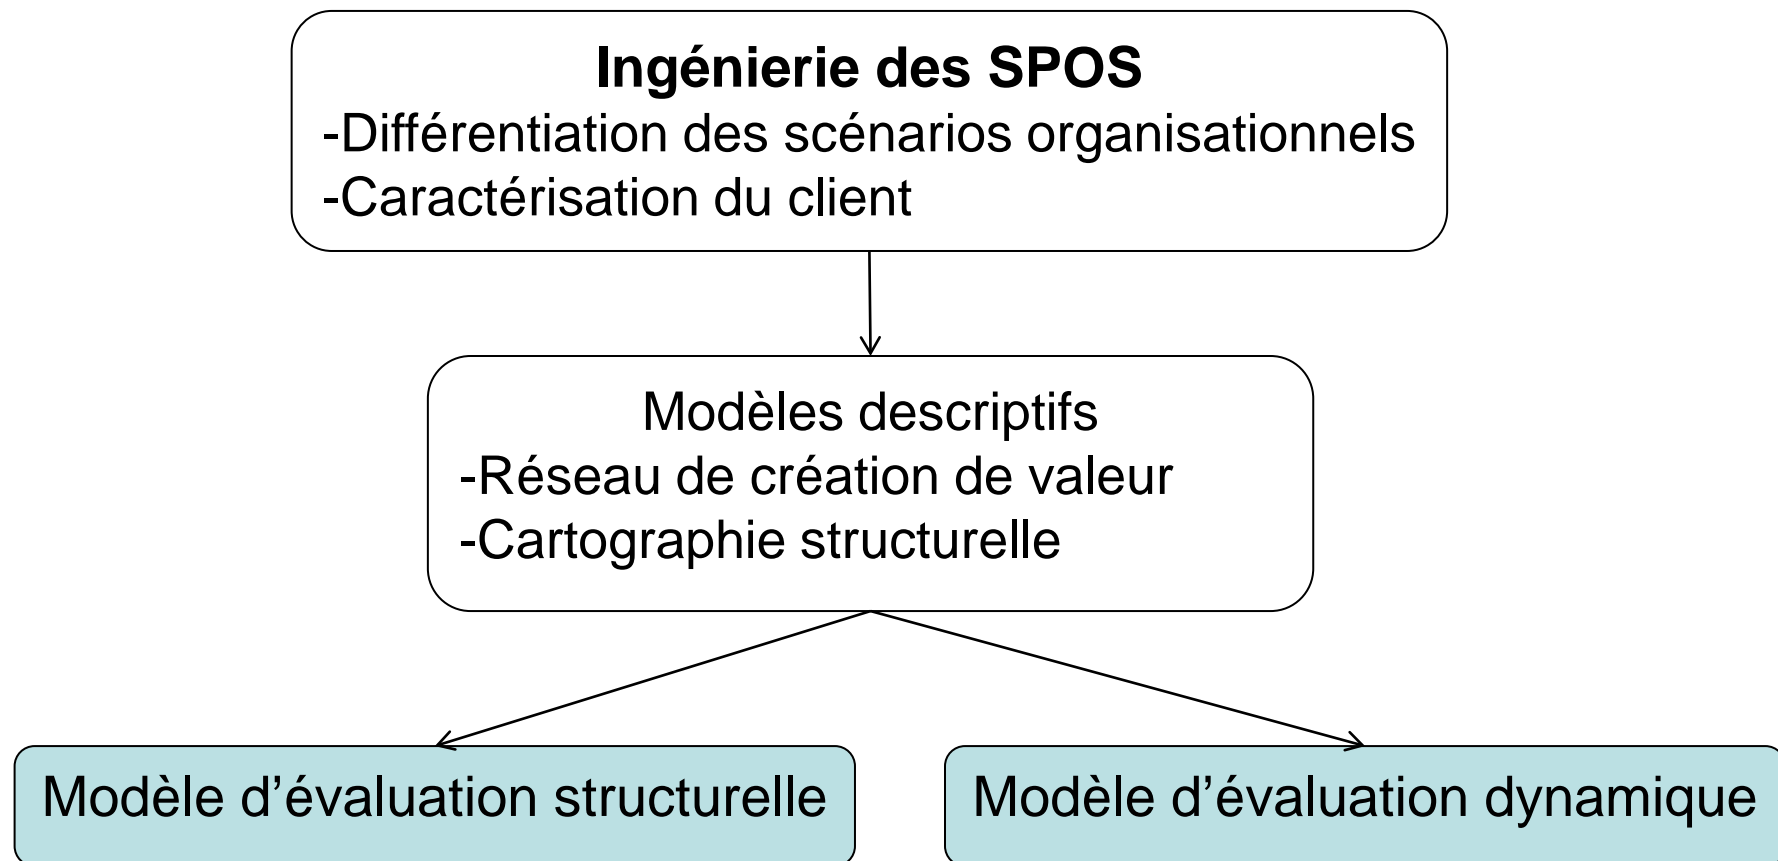 Ingénierie des SPOS
-Différentiation des scénarios organisationnels
-Caractérisation du client
Modèles descriptifs
-Réseau de création de valeur
-Cartographie structurelle
Modèle d’évaluation structurelle
Modèle d’évaluation dynamique